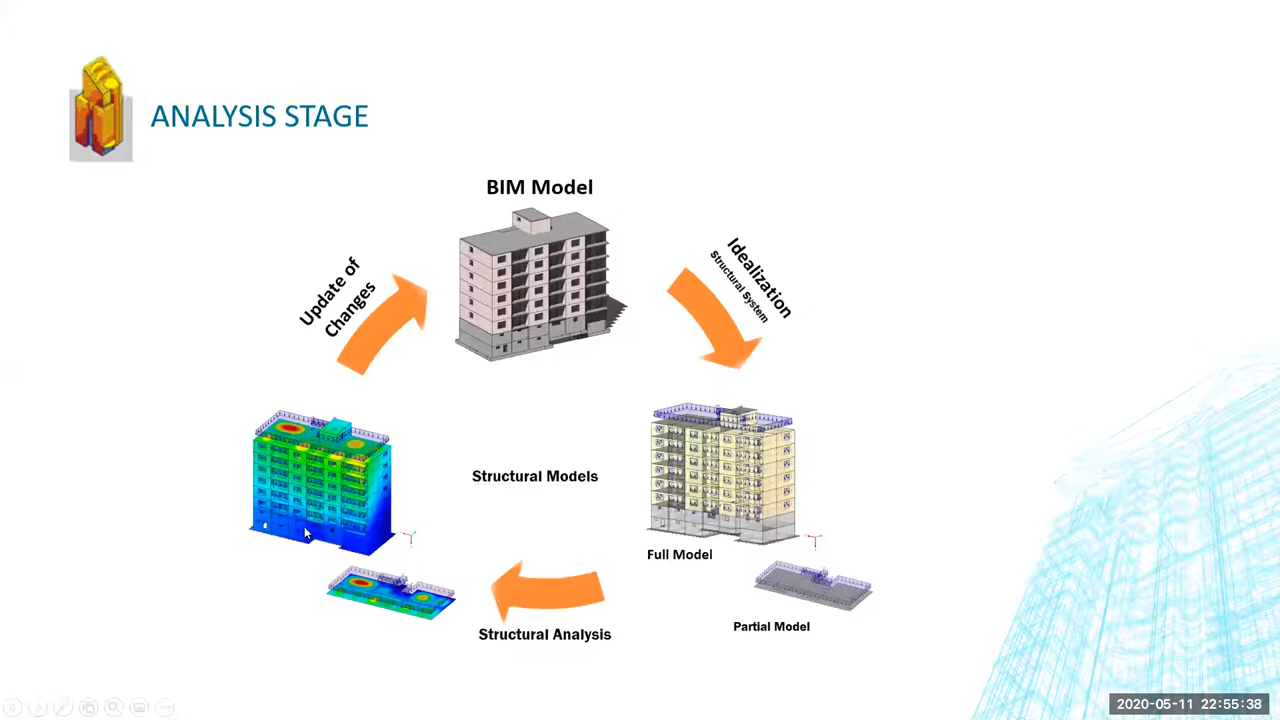 ANALYSIS STAGE
BIM Model
Update of
Changes
Idealization
Structural System
Structural Models
Full Model
Partial Model
Structural Analysis
2020-05-11 22:55:38